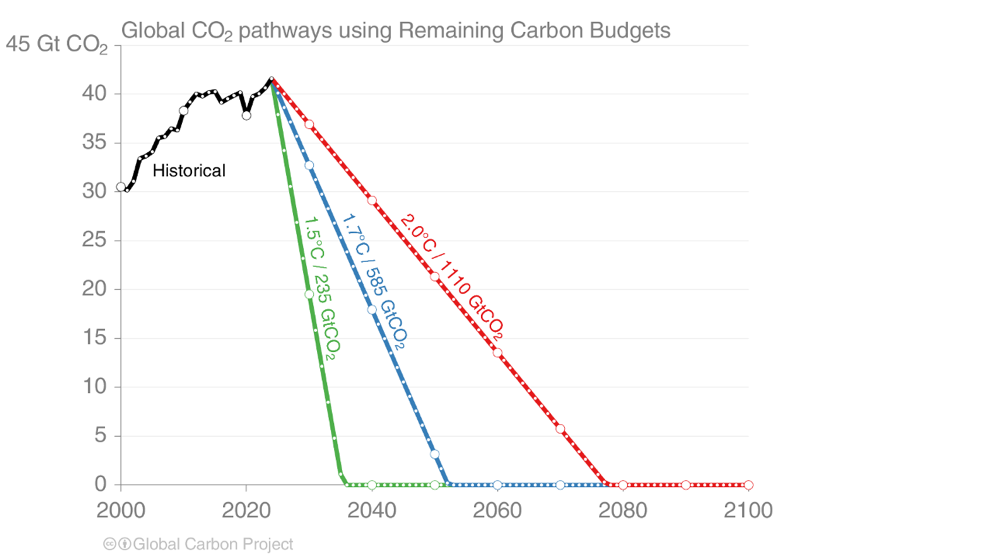 Global CO₂ pathways using Remaining Carbon Budgets
45 Gt CO₂
40
35
30
25
20
15
10
5
0
Historical
1.5°C / 235 GtCO₂
1.7°C / 585 GtCO₂
2.0°C / 1110 GtCO₂
2000 2020 2040 2060 2080 2100
cc Global Carbon Project